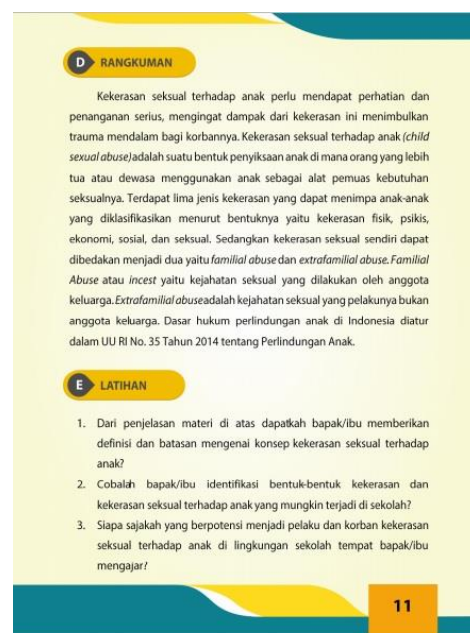 D RANGKUMAN
Kekerasan seksual terhadap anak perlu mendapat perhatian dan
penanganan serius, mengingat dampak dari kekerasan ini menimbulkan
trauma mendalam bagi korbannya. Kekerasan seksual terhadap anak (child
sexual abuse)adalah suatu bentuk penyiksaan anak di mana orang yang lebih
tua atau dewasa menggunakan anak sebagai alat pemuas kebutuhan
seksualnya. Terdapat lima jenis kekerasan yang dapat menimpa anak-anak
yang diklasifikasikan menurut bentuknya yaitu kekerasan fisik, psikis,
ekonomi, sosial, dan seksual. Sedangkan kekerasan seksual sendiri dapat
dibedakan menjadi dua yaitu familial abuse dan extrafamilial abuse. Familial
Abuse atau incest yaitu kejahatan seksual yang dilakukan oleh anggota
keluarga. Extrafamilial abuseadalah kejahatan seksual yang pelakunya bukan
anggota keluarga. Dasar hukum perlindungan anak di Indonesia diatur
dalam UU RI No. 35 Tahun 2014 tentang Perlindungan Anak.
E LATIHAN
1. Dari penjelasan materi di atas dapatkah bapak/ibu memberikan
definisi dan batasan mengenai konsep kekerasan seksual terhadap
anak?
2. Cobalah bapak/ibu identifikasi bentuk-bentuk kekerasan dan
kekerasan seksual terhadap anak yang mungkin terjadi di sekolah?
3. Siapa sajakah yang berpotensi menjadi pelaku dan korban kekerasan
seksual terhadap anak di lingkungan sekolah tempat bapak/ibu
mengajar?
11